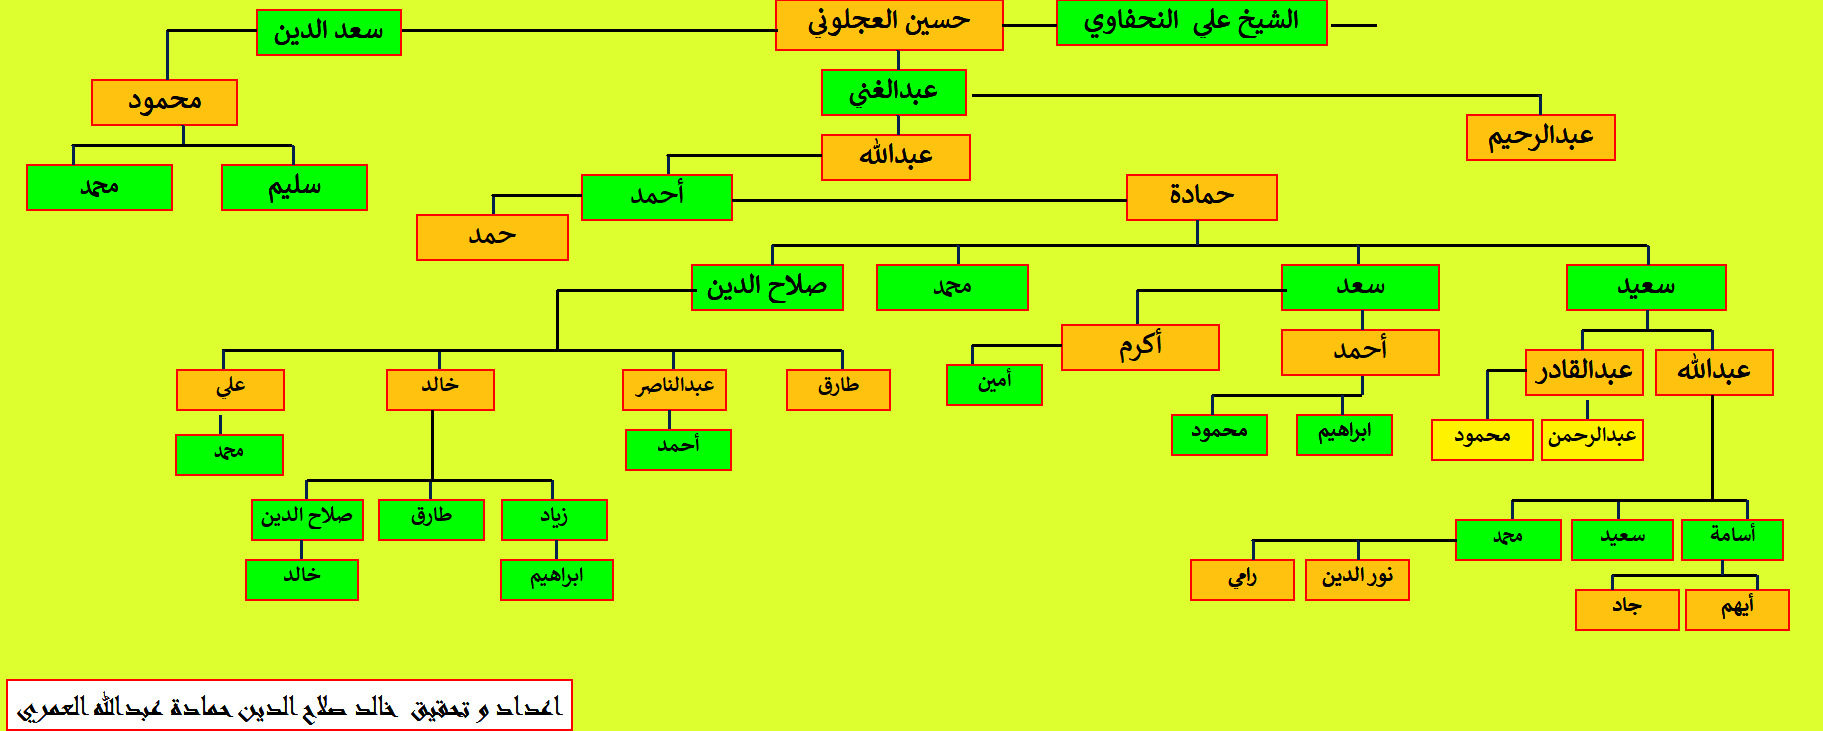 الشيخ علي النحفاوي
حسين العجلوني
سعد الدين
عبدالغني
محمود
عبدالرحيم
عبدالله
سليم
محمد
حمادة
أحمد
حمد
سعيد
سعد
محمد
صلاح الدين
عبدالله
عبدالقادر
أحمد
أكرم
أمين
طارق
عبدالناصر
خالد
علي
عبدالرحمن
محمود
ابراهيم
محمود
أحمد
محمد
أسامة
سعيد
محمد
زياد
طارق
صلاح الدين
أيهم
جاد
نور الدين
رامي
ابراهيم
خالد
اعداد و تحقيق خالد صلاح الدين حمادة عبدالله العمري